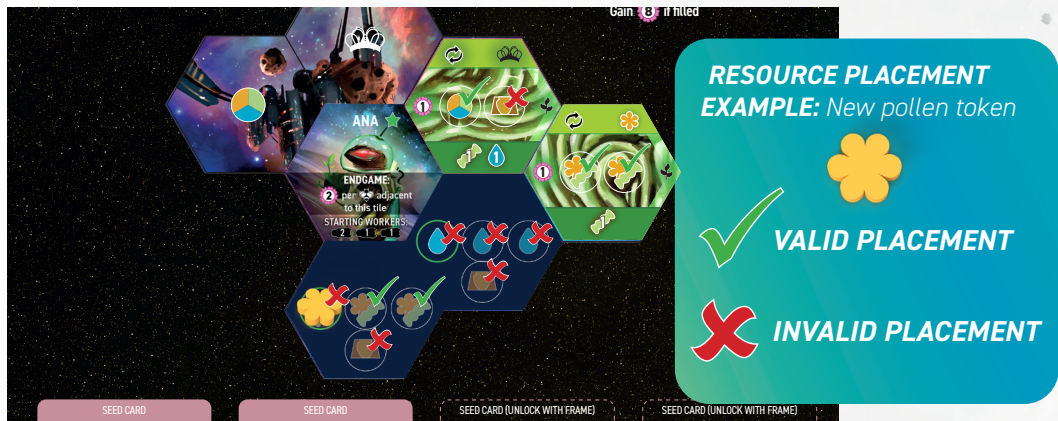 Gain 8 if filled
RESOURCE PLACEMENT
EXAMPLE: New pollen token
VALID PLACEMENT
INVALID PLACEMENT
1
1
1
1
1
ANA
ENDGAME:
2 per adjacent
to this tile
STARTING WORKERS:
2 1 1
SEED CARD
SEED CARD
SEED CARD (UNLOCK WITH FRAME)
SEED CARD (UNLOCK WITH FRAME)